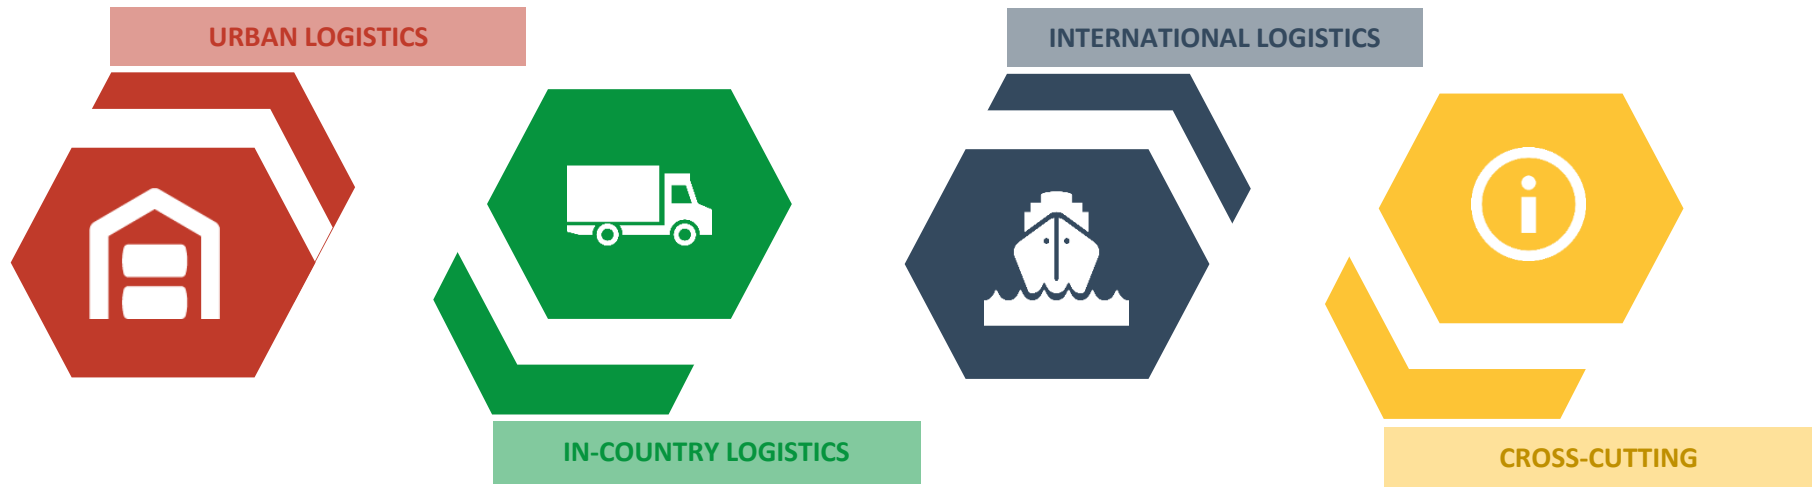 URBAN LOGISTICS
INTERNATIONAL LOGISTICS
IN-COUNTRY LOGISTICS
CROSS-CUTTING